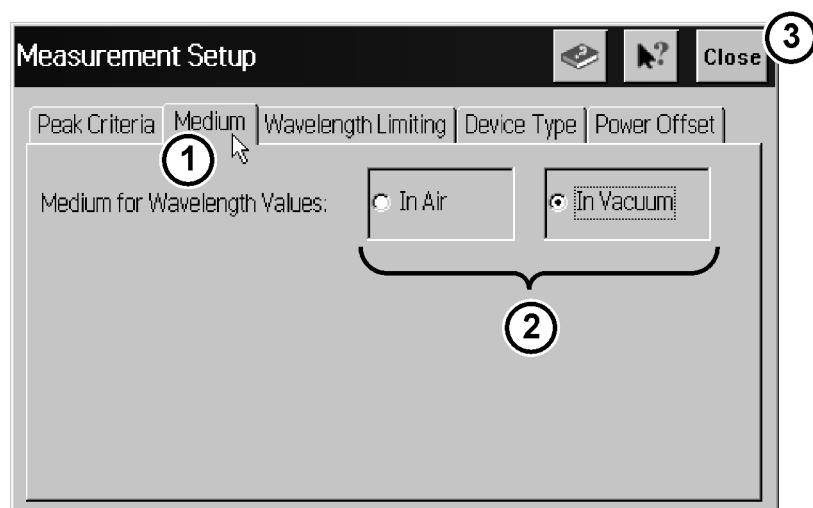 3
Measurement Setup ? Close
Peak Criteria Medium Wavelength Limiting Device Type Power Offset
1
Medium for Wavelength Values: In Air In Vacuum
2